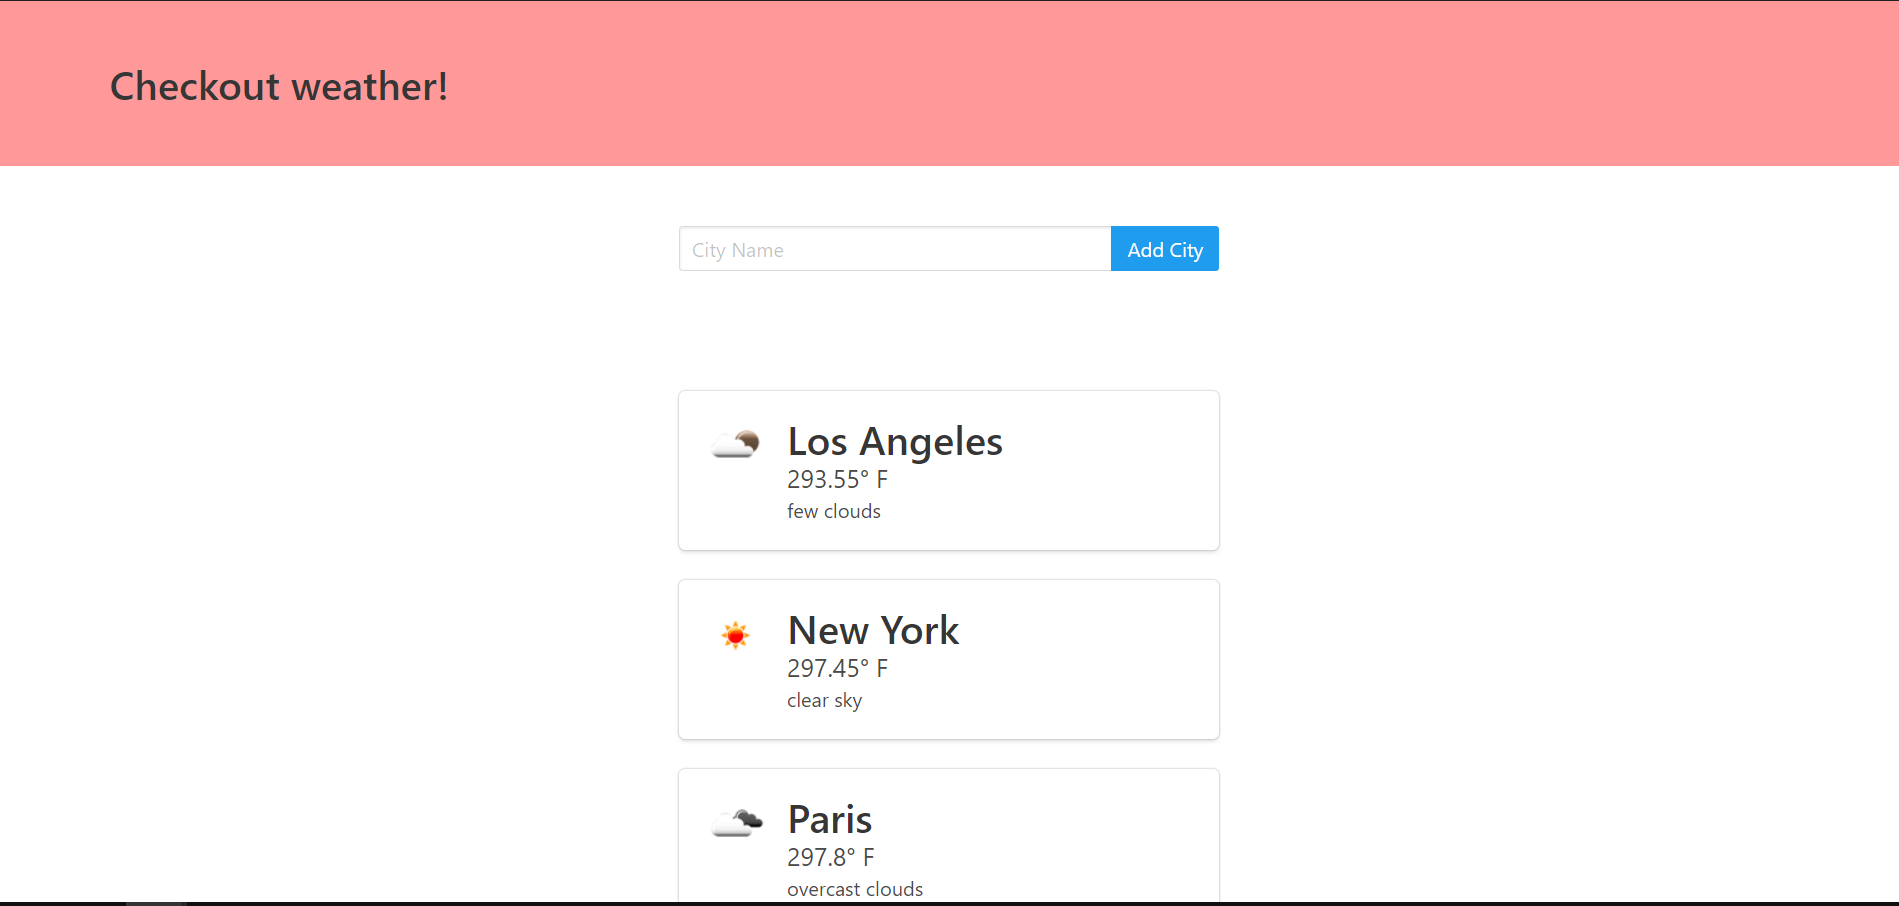 Checkout weather!
City Name
Add City
Los Angeles
293.55° F
few clouds
New York
297.45° F
clear sky
Paris
297.8° F
overcast clouds